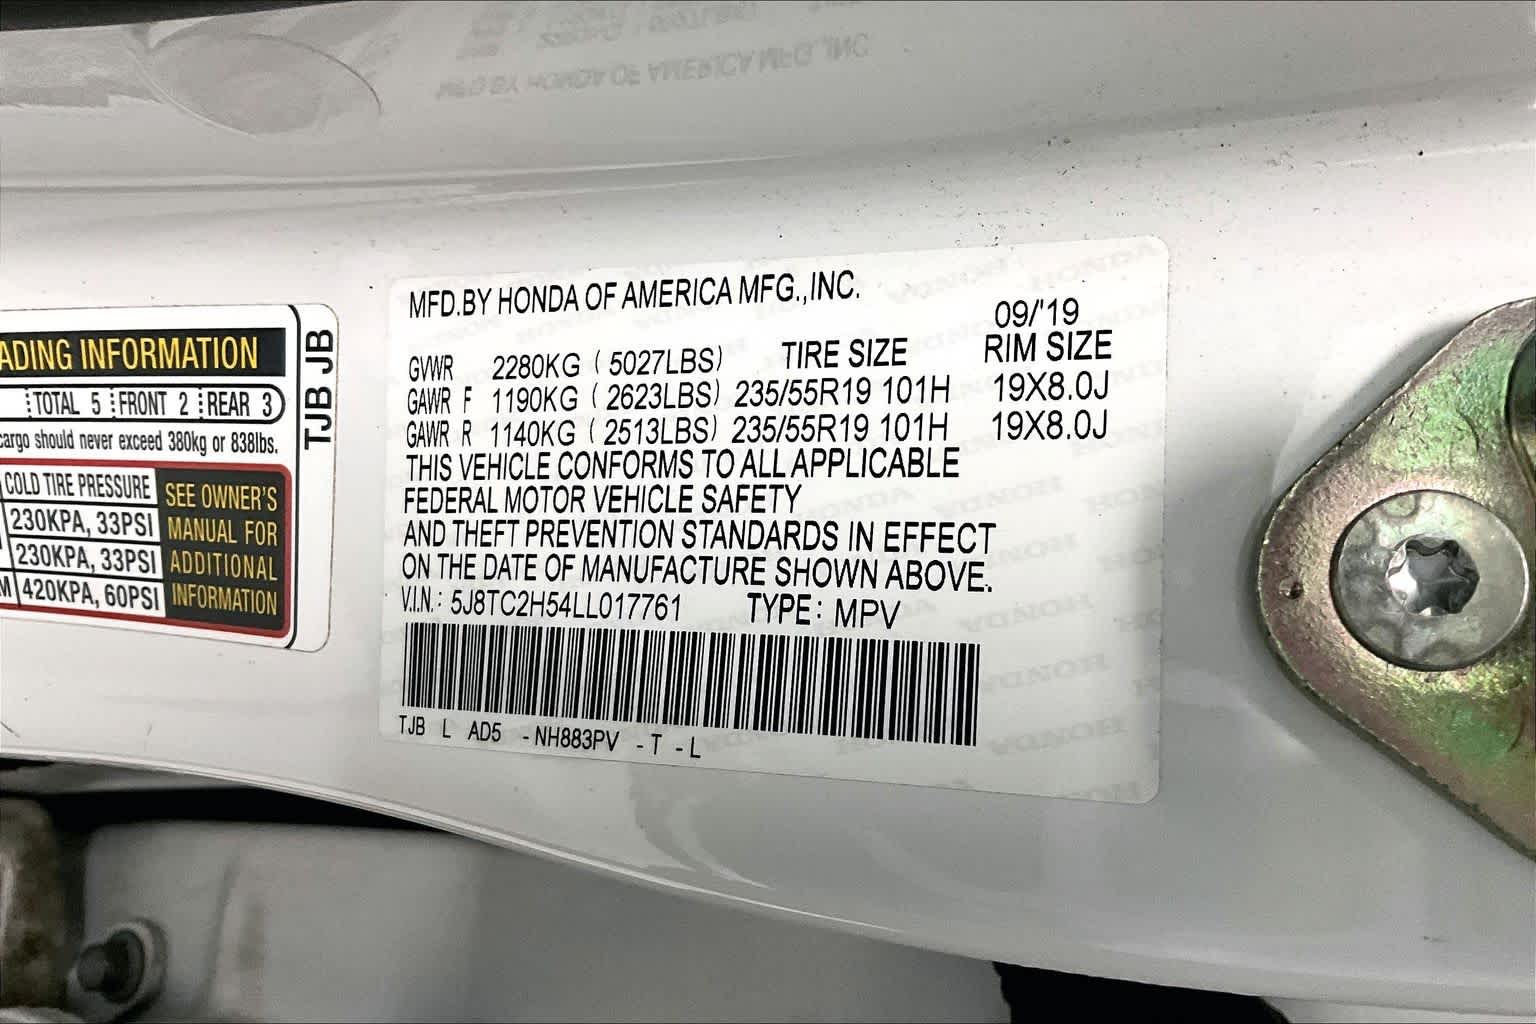 ADING INFORMATION
TOTAL 5 FRONT 2 REAR 3
cargo should never exceed 380kg or 838lbs.
COLD TIRE PRESSURE
230KPA, 33PSI
230KPA, 33PSI
M 420KPA, 60PSI
SEE OWNER'S
MANUAL FOR
ADDITIONAL
INFORMATION
TJB JB
MFD.BY HONDA OF AMERICA MFG.,INC.
09/'19
GVWR 2280KG ( 5027LBS) TIRE SIZE RIM SIZE
GAWR F 1190KG ( 2623LBS) 235/55R19 101H 19X8.0J
GAWR R 1140KG ( 2513LBS) 235/55R19 101H 19X8.0J
THIS VEHICLE CONFORMS TO ALL APPLICABLE
FEDERAL MOTOR VEHICLE SAFETY
AND THEFT PREVENTION STANDARDS IN EFFECT
ON THE DATE OF MANUFACTURE SHOWN ABOVE.
V.I.N.: 5J8TC2H54LL017761 TYPE: MPV
TJB L AD5 -NH883PV -T -L